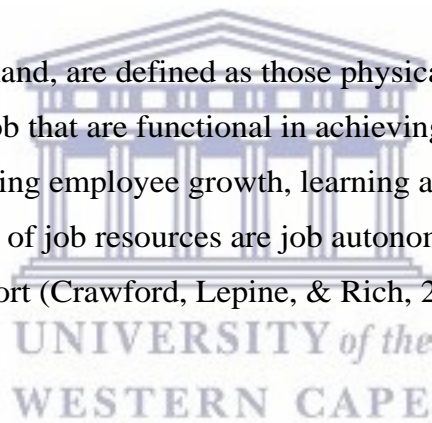 and, are defined as those physica
ob that are functional in achieving
ing employee growth, learning a
of job resources are job autonon
ort (Crawford, Lepine, & Rich, 2
UNIVERSITY of the
WESTERN CAPE